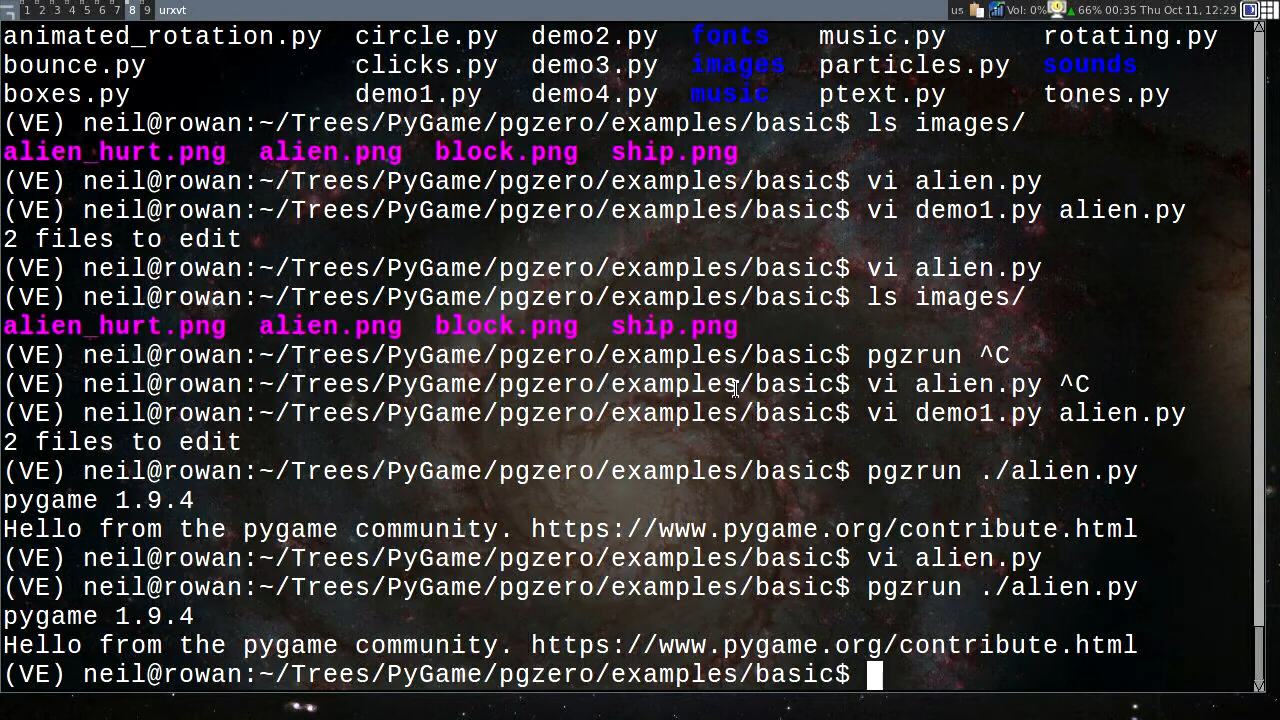 1 2 3 4 5 6 7 8 9 urxvt us Vol: 0% 66% 00:35 Thu Oct 11, 12:29
animated_rotation.py circle.py demo2.py fonts music.py rotating.py
bounce.py clicks.py demo3.py images particles.py sounds
boxes.py demo1.py demo4.py music ptext.py tones.py
(VE) neil@rowan:~/Trees/PyGame/pgzero/examples/basic$ ls images/
alien_hurt.png alien.png block.png ship.png
(VE) neil@rowan:~/Trees/PyGame/pgzero/examples/basic$ vi alien.py
(VE) neil@rowan:~/Trees/PyGame/pgzero/examples/basic$ vi demo1.py alien.py
2 files to edit
(VE) neil@rowan:~/Trees/PyGame/pgzero/examples/basic$ vi alien.py
(VE) neil@rowan:~/Trees/PyGame/pgzero/examples/basic$ ls images/
alien_hurt.png alien.png block.png ship.png
(VE) neil@rowan:~/Trees/PyGame/pgzero/examples/basic$ pgzrun ^C
(VE) neil@rowan:~/Trees/PyGame/pgzero/examples/basic$ vi alien.py ^C
(VE) neil@rowan:~/Trees/PyGame/pgzero/examples/basic$ vi demo1.py alien.py
2 files to edit
(VE) neil@rowan:~/Trees/PyGame/pgzero/examples/basic$ pgzrun ./alien.py
pygame 1.9.4
Hello from the pygame community. https://www.pygame.org/contribute.html
(VE) neil@rowan:~/Trees/PyGame/pgzero/examples/basic$ vi alien.py
(VE) neil@rowan:~/Trees/PyGame/pgzero/examples/basic$ pgzrun ./alien.py
pygame 1.9.4
Hello from the pygame community. https://www.pygame.org/contribute.html
(VE) neil@rowan:~/Trees/PyGame/pgzero/examples/basic$